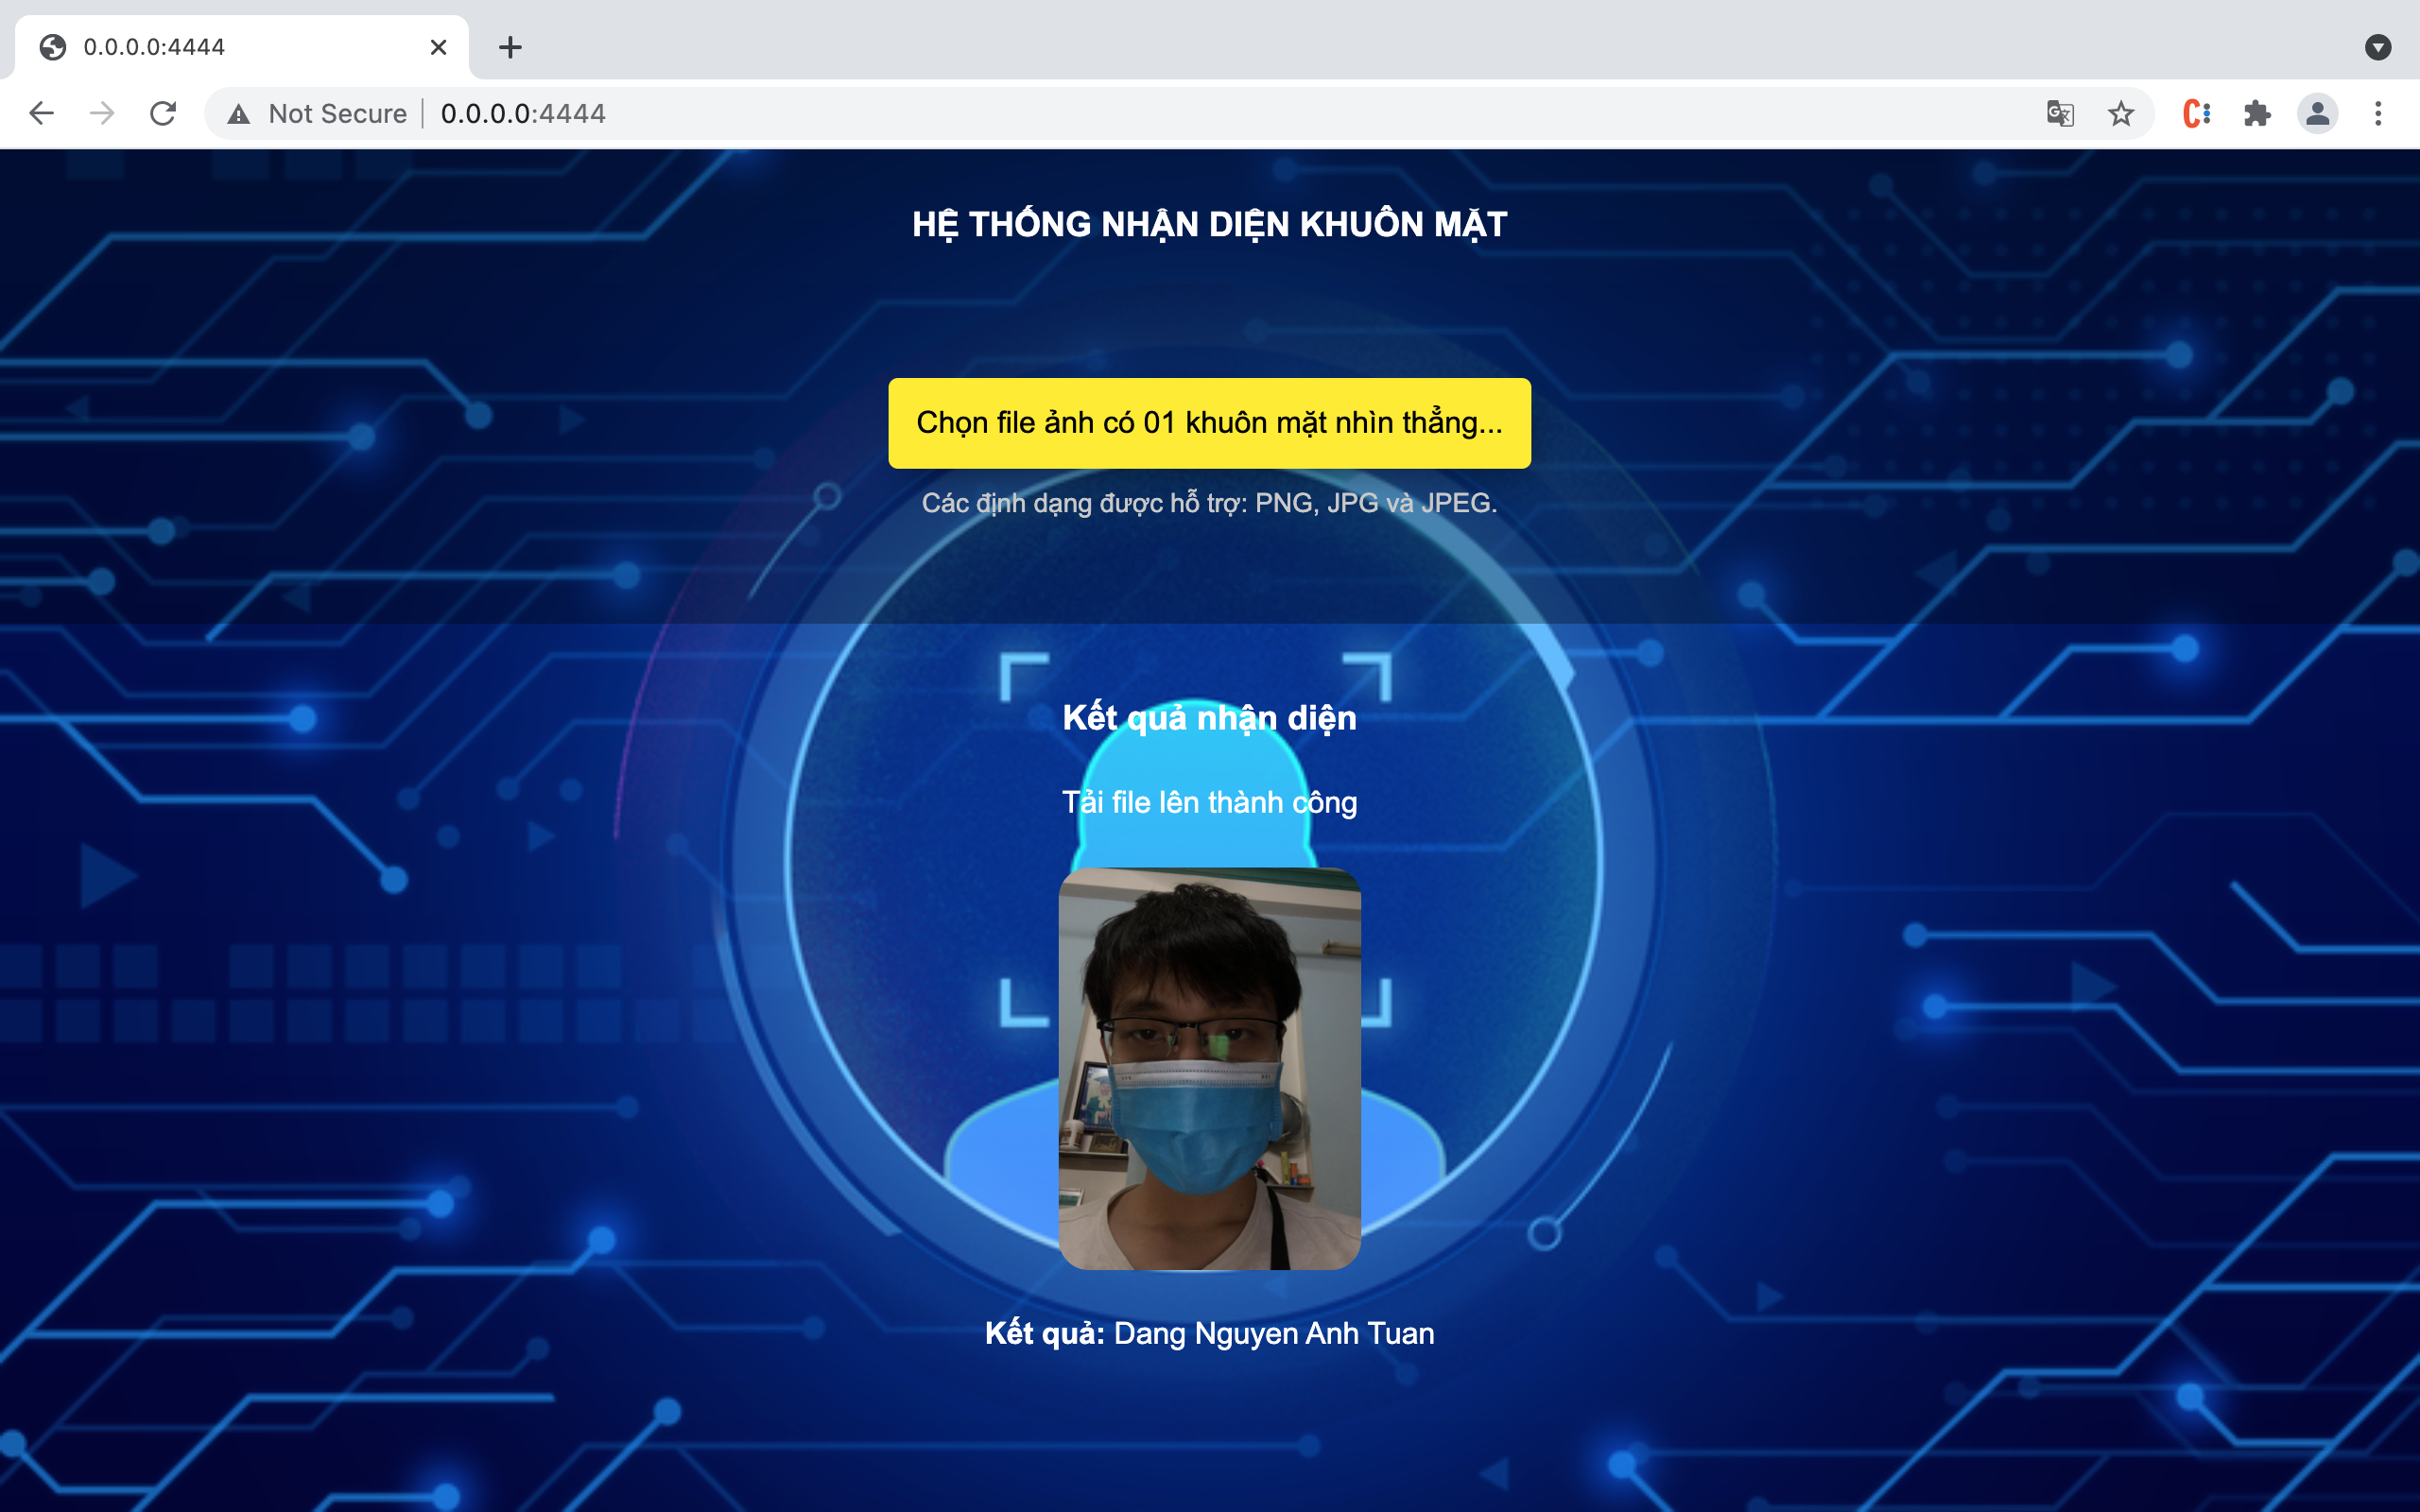 0.0.0.0:4444
Not Secure
0.0.0.0:4444
HỆ THỐNG NHẬN DIỆN KHUÔN MẶT
Chọn file ảnh có 01 khuôn mặt nhìn thẳng...
Các định dạng được hỗ trợ: PNG, JPG và JPEG.
Kết quả nhận diện
Tải file lên thành công
Kết quả: Dang Nguyen Anh Tuan